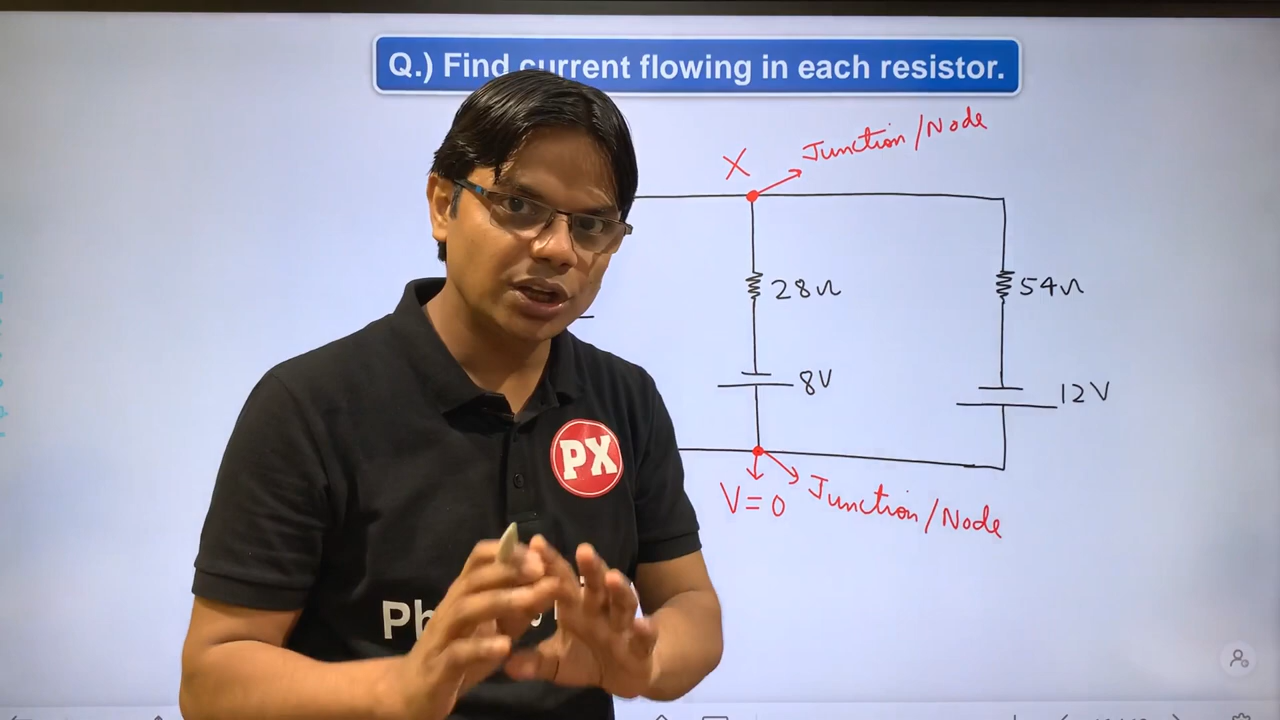 Q.) Find current flowing in each resistor.
X
Junction/Node
28Ω
54Ω
8V
12V
V=0
Junction/Node
PX